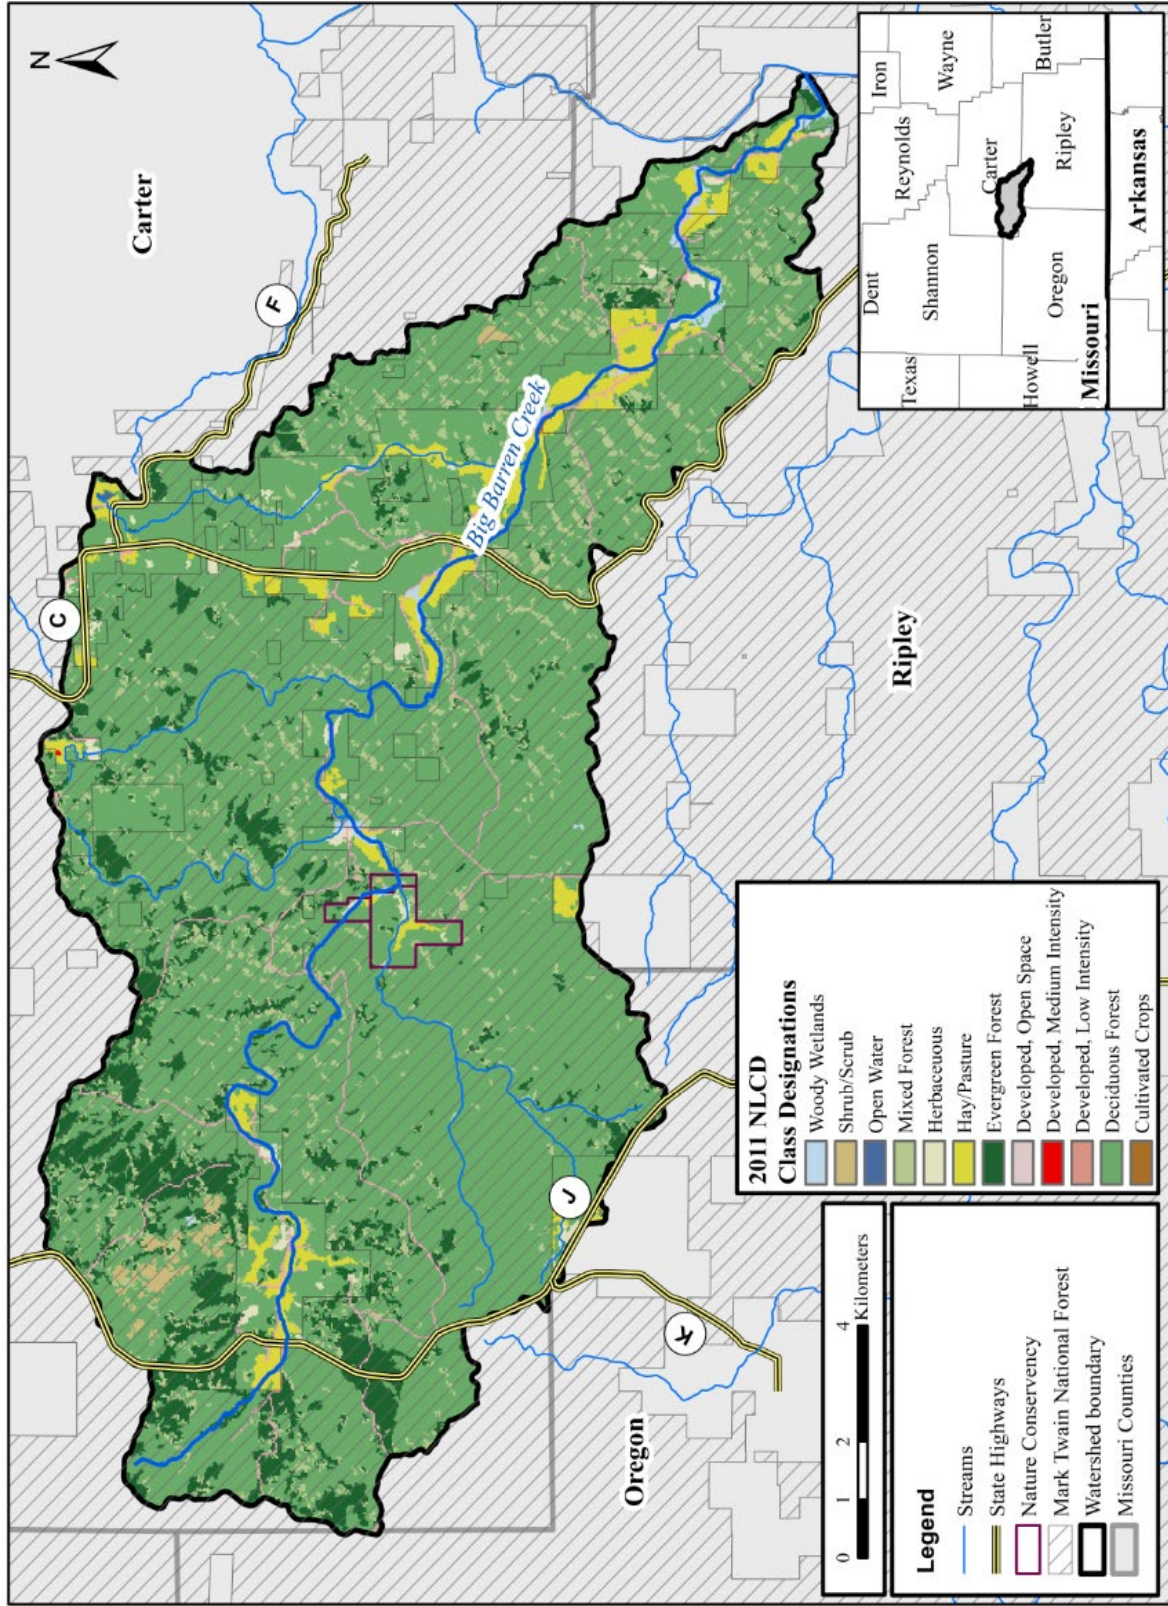 N
Carter
F
C
Big Barren Creek
Ripley
J
K
Oregon
Dent
Texas
Shannon
Reynolds
Iron
Wayne
Carter
Butler
Howell
Oregon
Ripley
Missouri
Arkansas
2011 NLCD
Class Designations
Woody Wetlands
Shrub/Scrub
Open Water
Mixed Forest
Herbaceuous
Hay/Pasture
Evergreen Forest
Developed, Open Space
Developed, Medium Intensity
Developed, Low Intensity
Deciduous Forest
Cultivated Crops
0 1 2 4
Kilometers
Legend
Streams
State Highways
Nature Conservency
Mark Twain National Forest
Watershed boundary
Missouri Counties